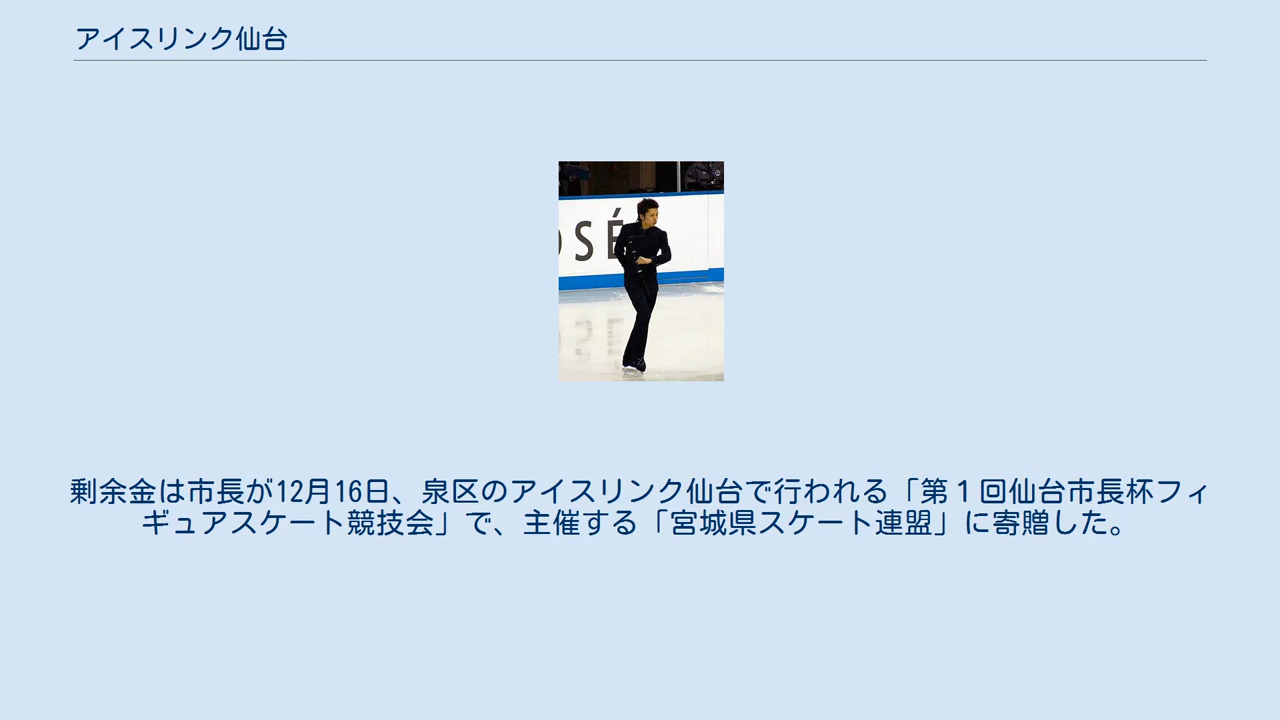 アイスリンク仙台
OSÉ
剰余金は市長が12月16日、泉区のアイスリンク仙台で行われる「第１回仙台市長杯フィ
ギュアスケート競技会」で、主催する「宮城県スケート連盟」に寄贈した。